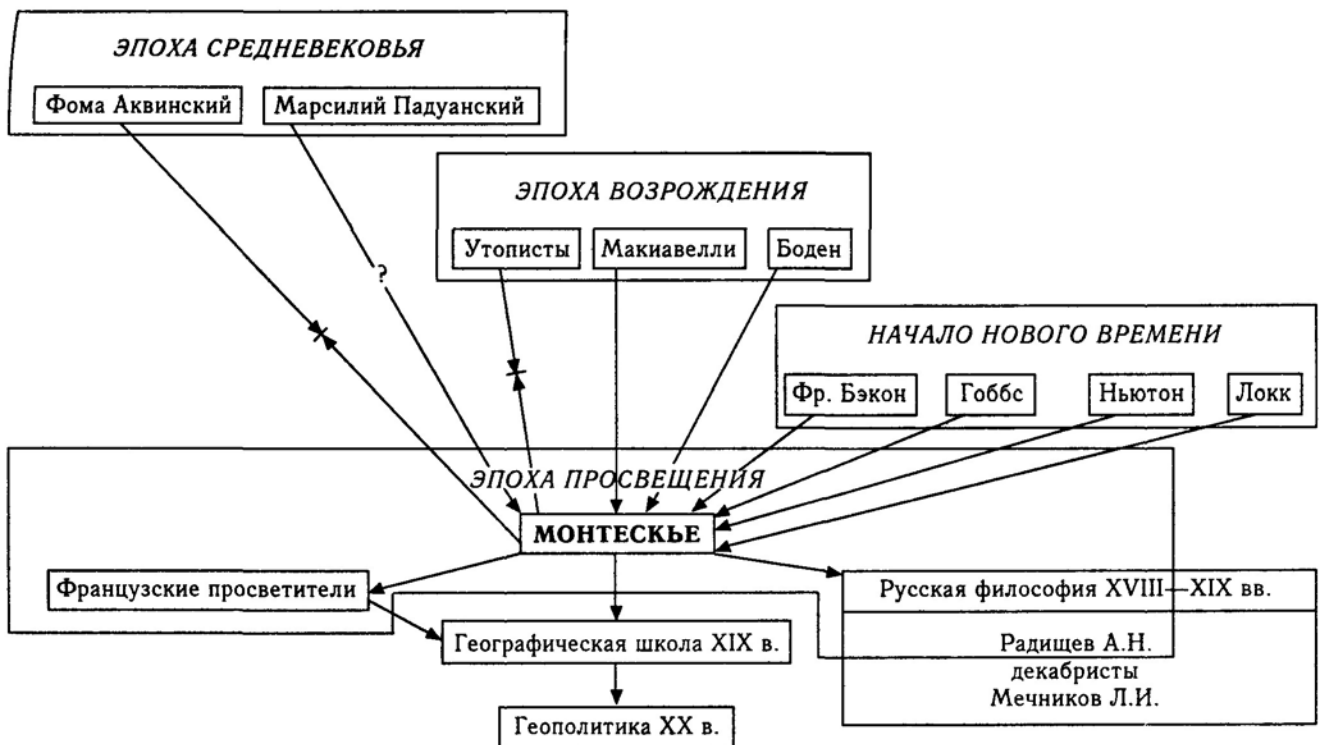 ЭПОХА СРЕДНЕВЕКОВЬЯ
Фома Аквинский
Марсилий Падуанский
ЭПОХА ВОЗРОЖДЕНИЯ
Утописты
Макиавелли
Боден
?
НАЧАЛО НОВОГО ВРЕМЕНИ
Фр. Бэкон
Гоббс
Ньютон
Локк
ЭПОХА ПРОСВЕЩЕНИЯ
МОНТЕСКЬЕ
Французские просветители
Русская философия XVIII—XIX вв.
Географическая школа XIX в.
Радищев А.Н.
декабристы
Мечников Л.И.
Геополитика XX в.